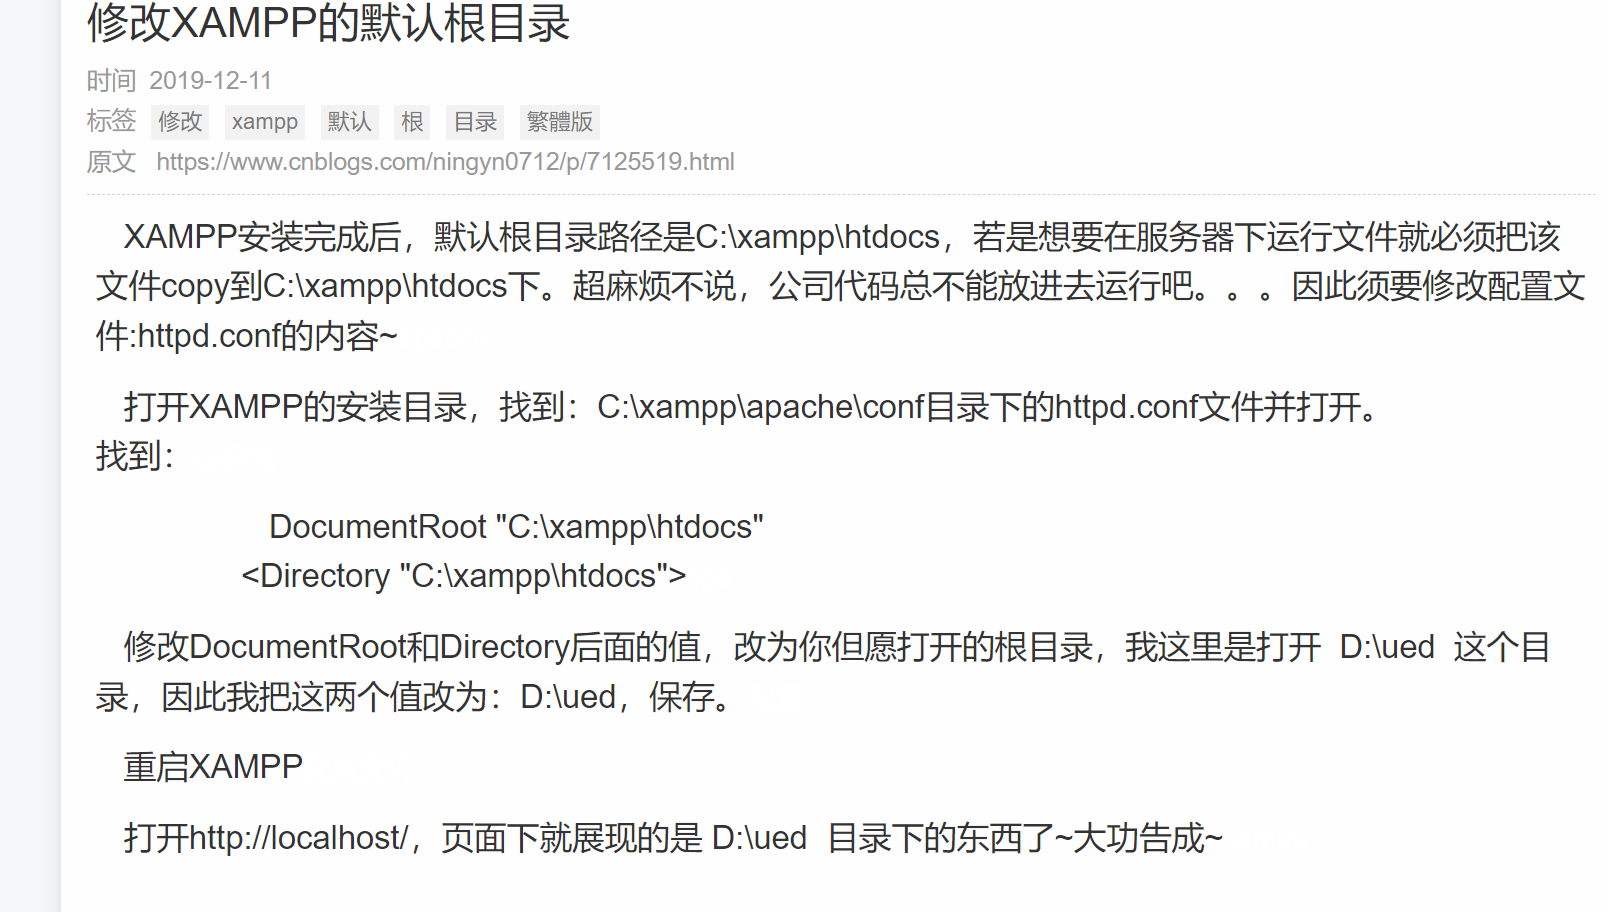 修改XAMPP的默认根目录
时间 2019-12-11
标签 修改 xampp 默认 根 目录 繁體版
原文 https://www.cnblogs.com/ningyn0712/p/7125519.html
XAMPP安装完成后，默认根目录路径是C:\xampp\htdocs，若是想要在服务器下运行文件就必须把该
文件copy到C:\xampp\htdocs下。超麻烦不说，公司代码总不能放进去运行吧。。。因此须要修改配置文
件:httpd.conf的内容~
打开XAMPP的安装目录，找到：C:\xampp\apache\conf目录下的httpd.conf文件并打开。
找到：
DocumentRoot "C:\xampp\htdocs"
<Directory "C:\xampp\htdocs">
修改DocumentRoot和Directory后面的值，改为你但愿打开的根目录，我这里是打开 D:\ued 这个目
录，因此我把这两个值改为：D:\ued，保存。
重启XAMPP
打开http://localhost/，页面下就展现的是 D:\ued 目录下的东西了~大功告成~